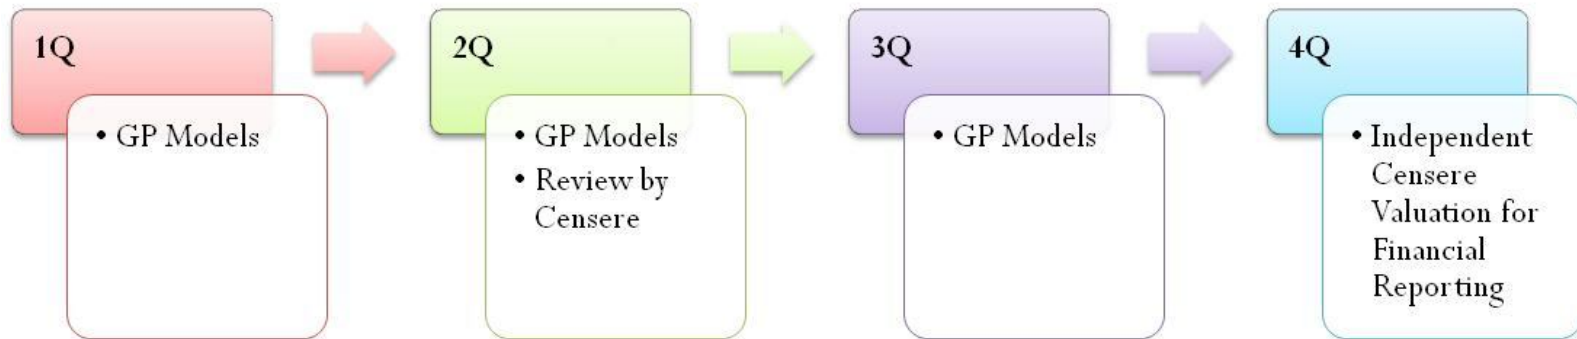 1Q
• GP Models
2Q
• GP Models
• Review by
Censere
3Q
• GP Models
4Q
• Independent
Censere
Valuation for
Financial
Reporting